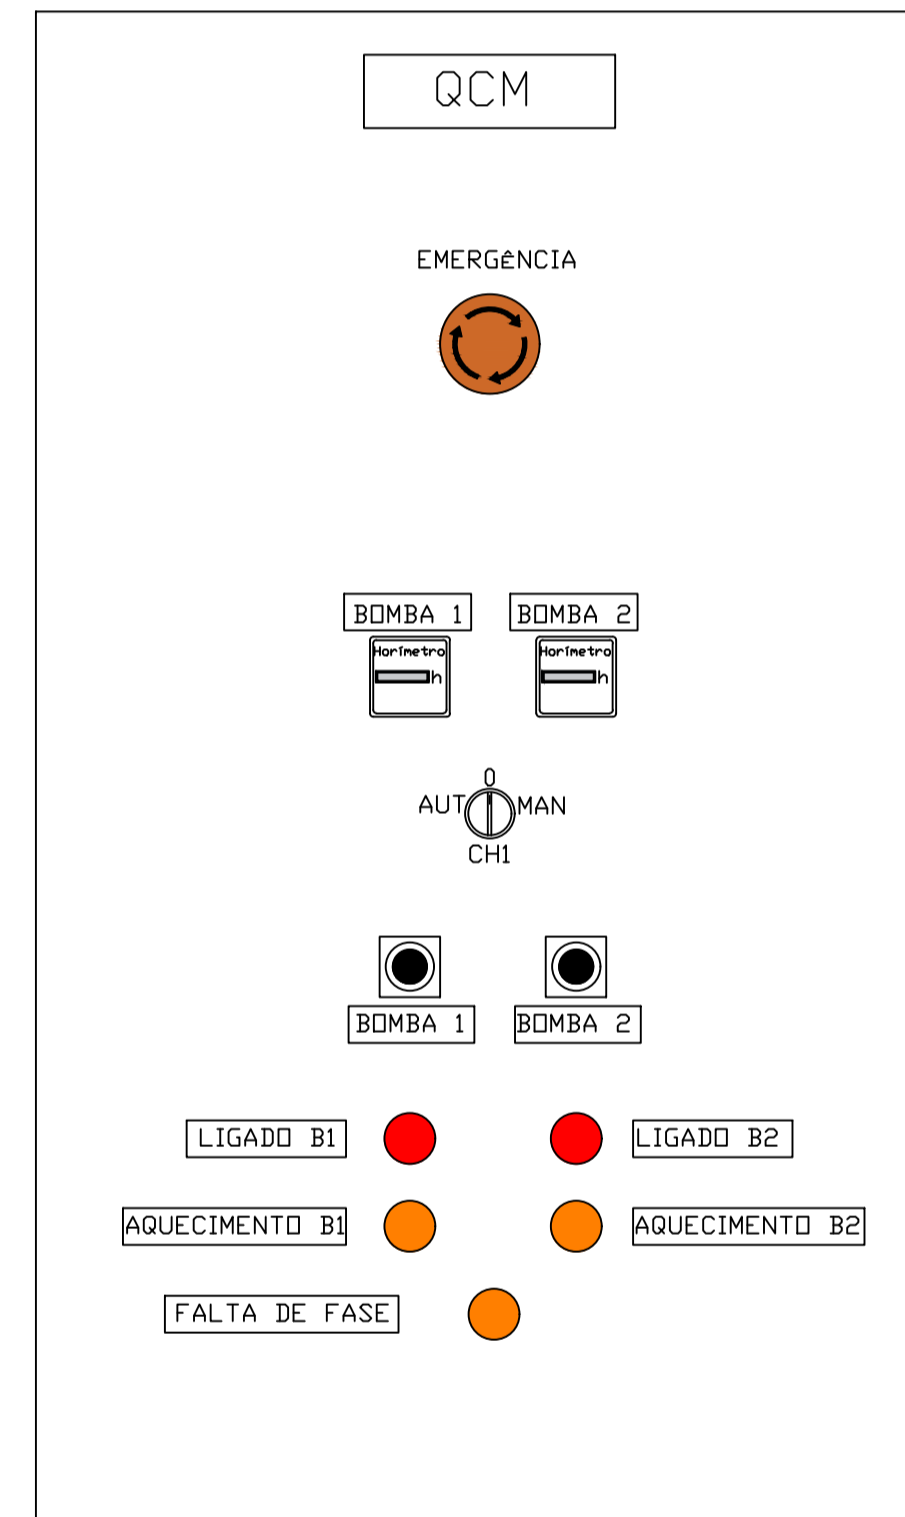 QCM
EMERGÊNCIA
BOMBA 1
BOMBA 2
Horímetro
h
Horímetro
h
0
AUT
MAN
CH1
BOMBA 1
BOMBA 2
LIGADO B1
LIGADO B2
AQUECIMENTO B1
AQUECIMENTO B2
FALTA DE FASE